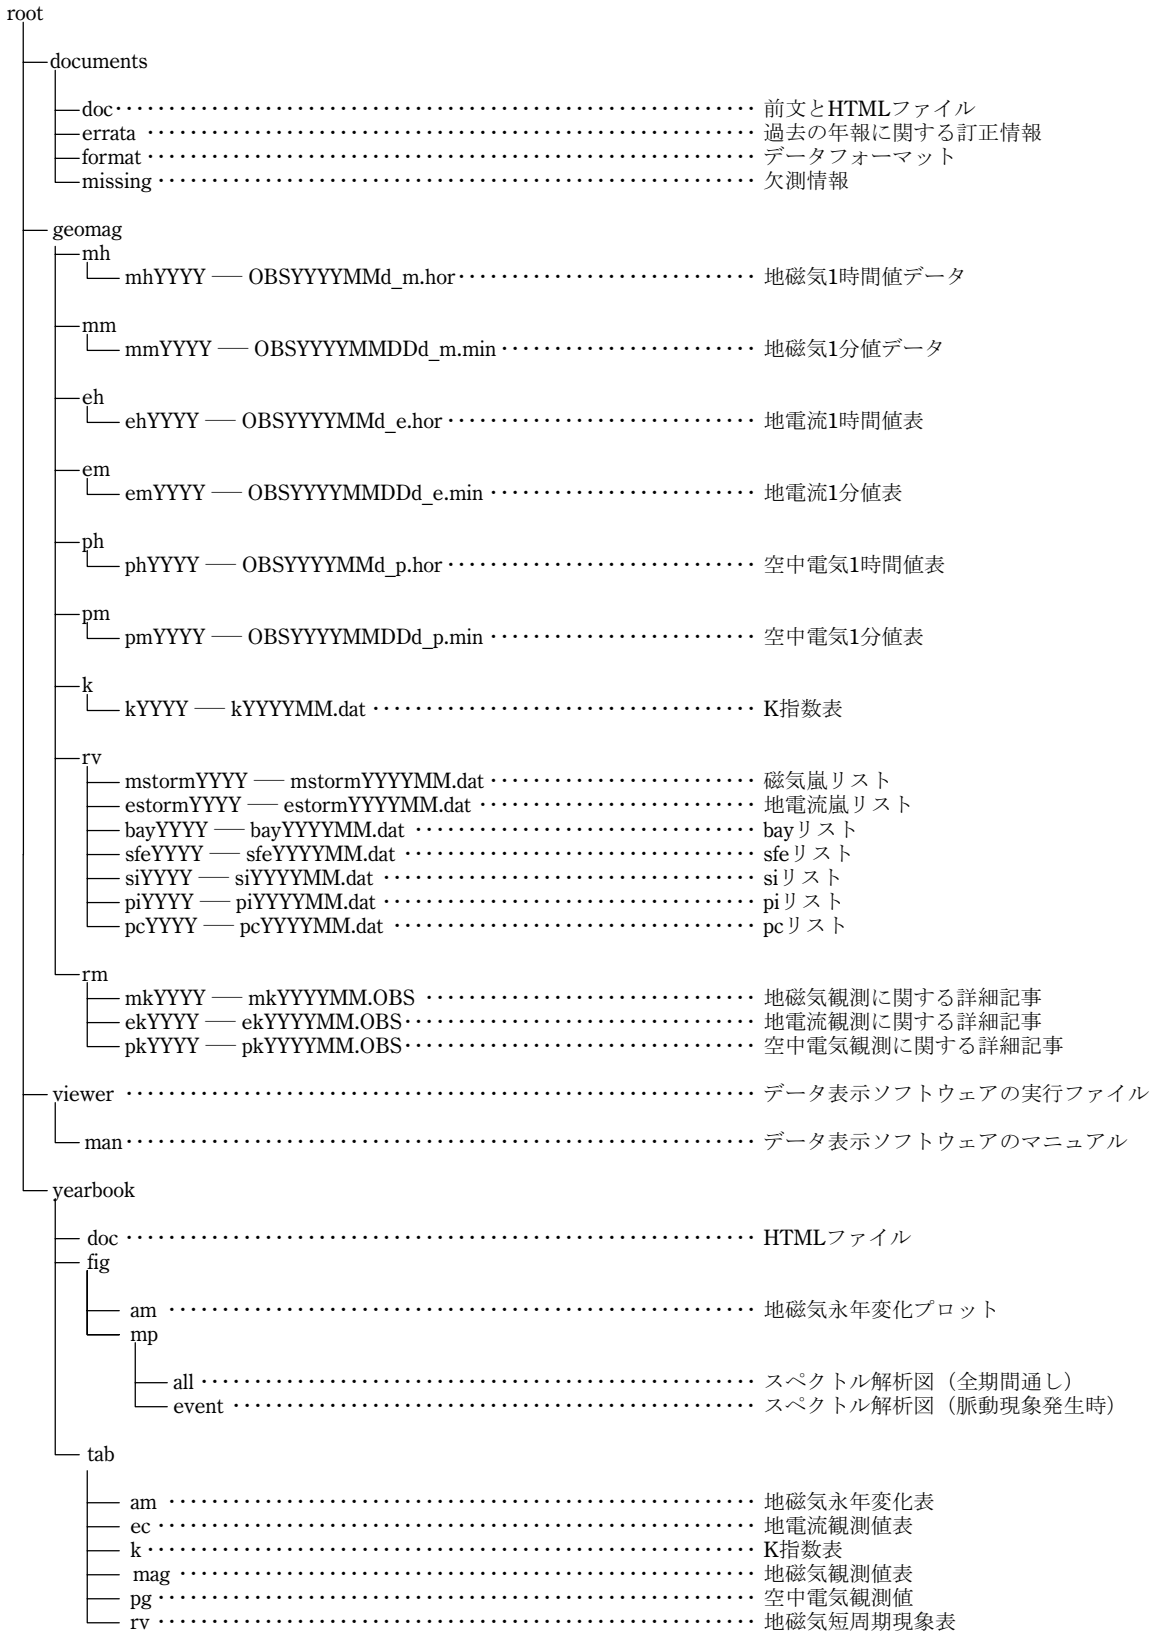 root
documents
doc 前文とHTMLファイル
errata 過去の年報に関する訂正情報
format データフォーマット
missing 欠測情報
geomag
mh
mhYYYY — OBSYYYYMMd_m.hor 地磁気1時間値データ
mm
mmYYYY — OBSYYYYMMDDd_m.min 地磁気1分値データ
eh
ehYYYY — OBSYYYYMMd_e.hor 地電流1時間値表
em
emYYYY — OBSYYYYMMDDd_e.min 地電流1分値表
ph
phYYYY — OBSYYYYMMd_p.hor 空中電気1時間値表
pm
pmYYYY — OBSYYYYMMDDd_p.min 空中電気1分値表
k
kYYYY — kYYYYMM.dat K指数表
rv
mstormYYYY — mstormYYYYMM.dat 磁気嵐リスト
estormYYYY — estormYYYYMM.dat 地電流嵐リスト
bayYYYY — bayYYYYMM.dat bayリスト
sfeYYYY — sfeYYYYMM.dat sfeリスト
siYYYY — siYYYYMM.dat siリスト
piYYYY — piYYYYMM.dat piリスト
pcYYYY — pcYYYYMM.dat pcリスト
rm
mkYYYY — mkYYYYMM.OBS 地磁気観測に関する詳細記事
ekYYYY — ekYYYYMM.OBS 地電流観測に関する詳細記事
pkYYYY — pkYYYYMM.OBS 空中電気観測に関する詳細記事
viewer データ表示ソフトウェアの実行ファイル
man データ表示ソフトウェアのマニュアル
yearbook
doc HTMLファイル
fig
am 地磁気永年変化プロット
mp
all スペクトル解析図（全期間通し）
event スペクトル解析図（脈動現象発生時）
tab
am 地磁気永年変化表
ec 地電流観測値表
k K指数表
mag 地磁気観測値表
pg 空中電気観測値
rv 地磁気短周期現象表